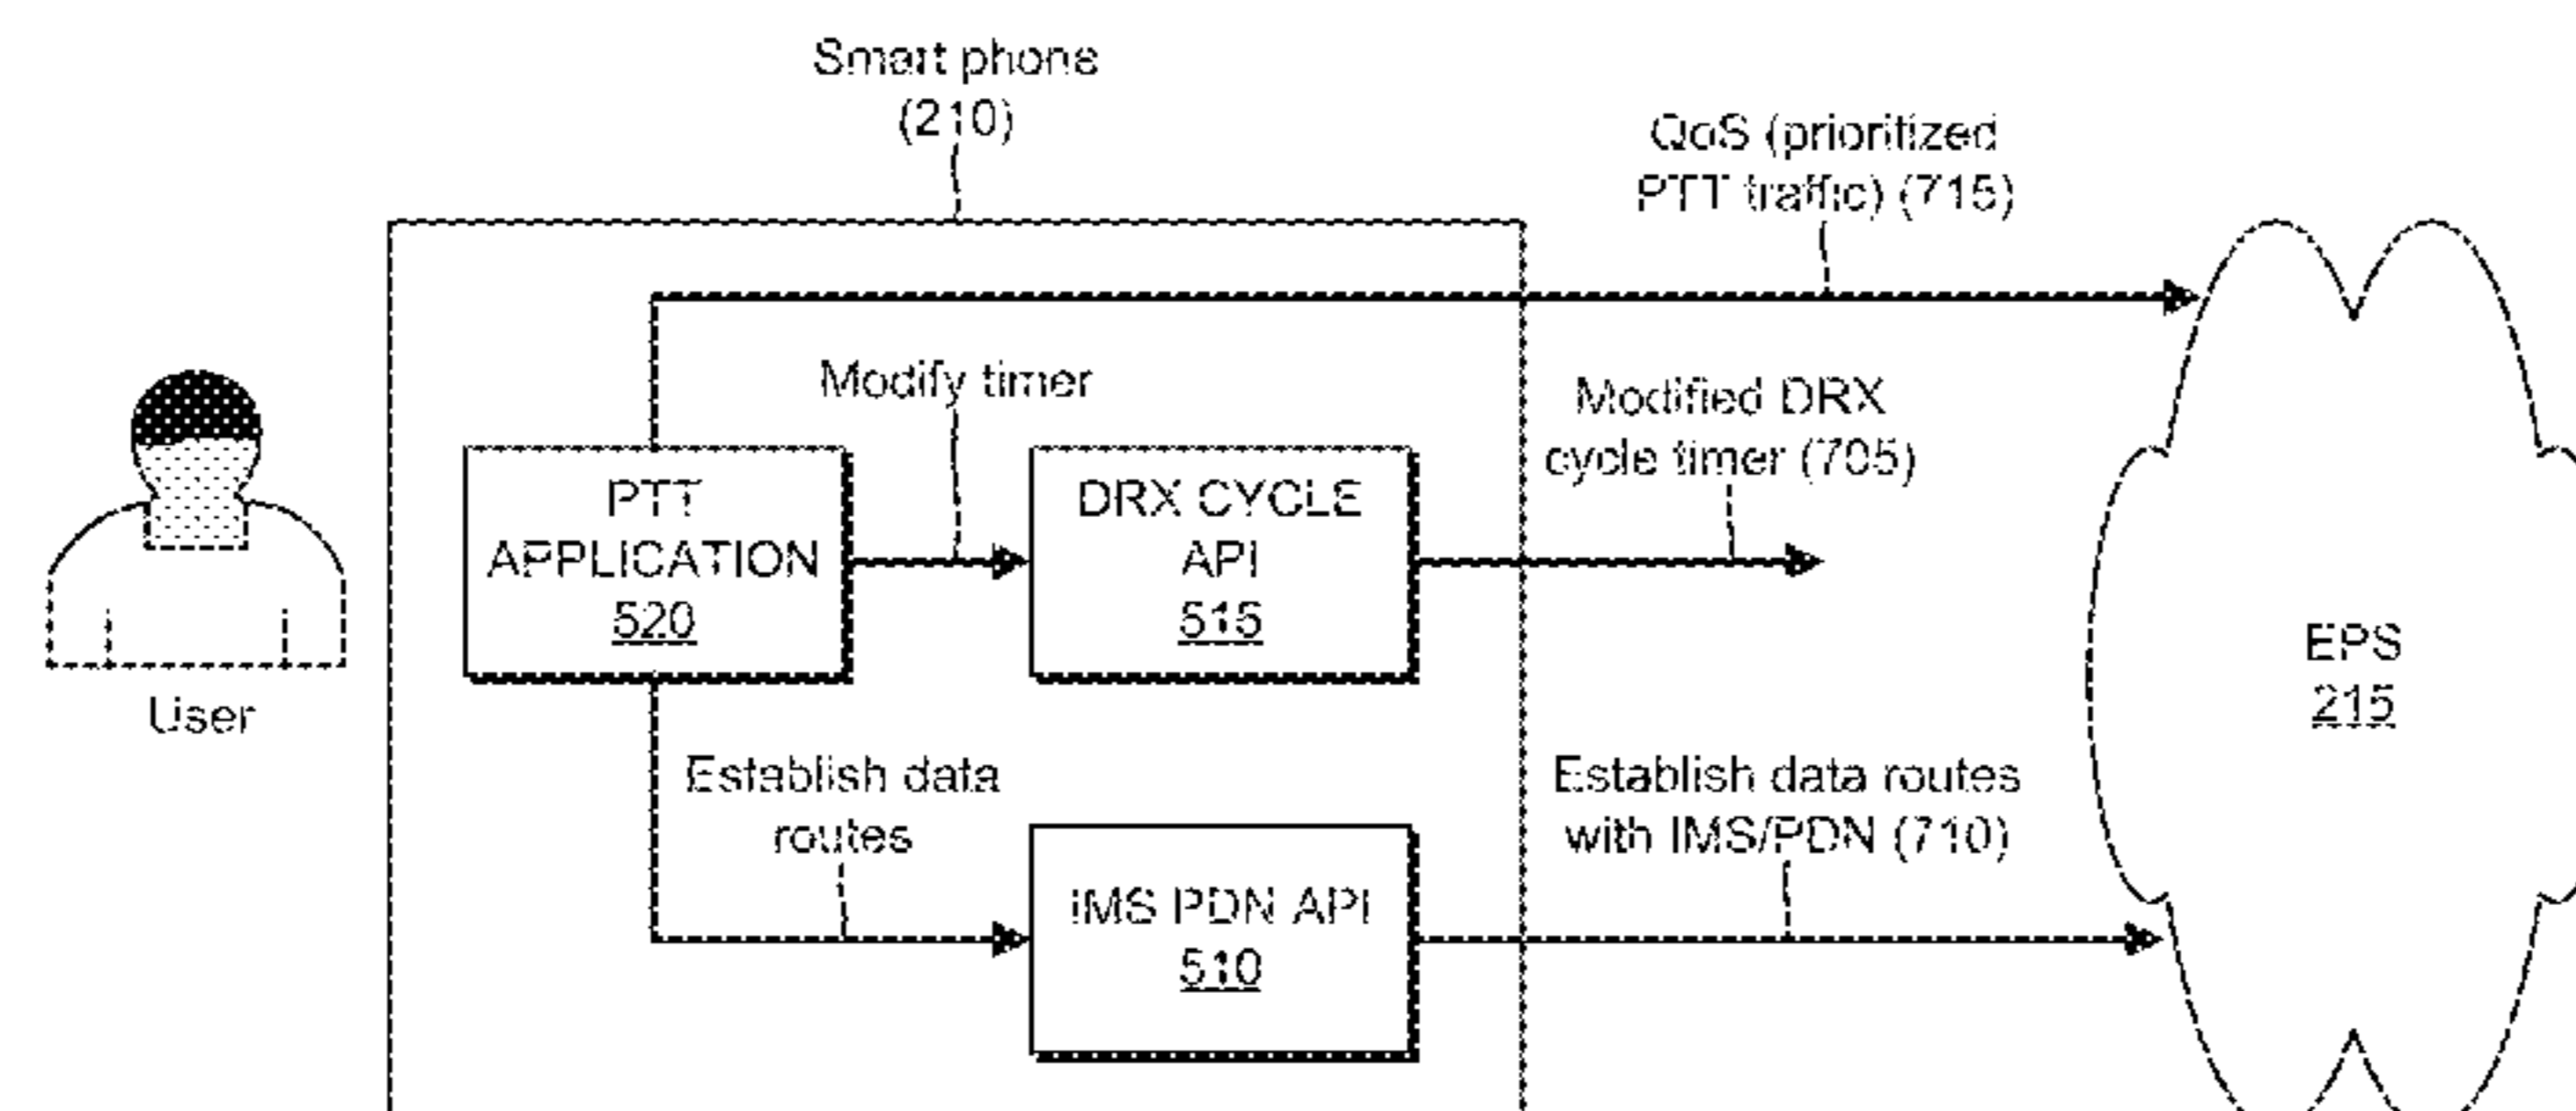 Smart phone
(210)
QoS (prioritized
PTT traffic) (715)
Modify timer
Modified DRX
cycle timer (705)
PTT
APPLICATION
520
DRX CYCLE
API
515
EPS
215
User
Establish data
routes
Establish data routes
with IMS/PDN (710)
IMS PDN API
510